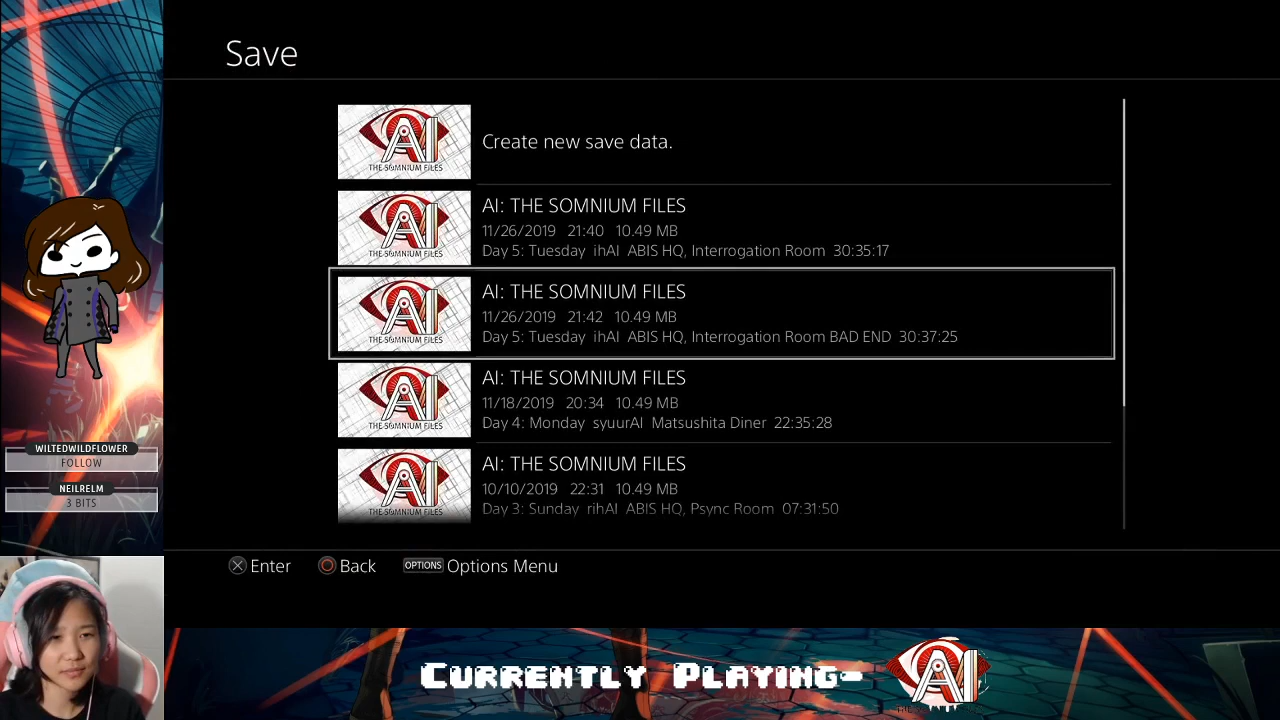 Save
AI
THE SOMNIUM FILES
Create new save data.
AI
THE SOMNIUM FILES
AI: THE SOMNIUM FILES
11/26/2019 21:40 10.49 MB
Day 5: Tuesday ihAI ABIS HQ, Interrogation Room 30:35:17
AI
THE SOMNIUM FILES
AI: THE SOMNIUM FILES
11/26/2019 21:42 10.49 MB
Day 5: Tuesday ihAI ABIS HQ, Interrogation Room BAD END 30:37:25
AI
THE SOMNIUM FILES
AI: THE SOMNIUM FILES
11/18/2019 20:34 10.49 MB
Day 4: Monday syuurAI Matsushita Diner 22:35:28
AI
THE SOMNIUM FILES
AI: THE SOMNIUM FILES
10/10/2019 22:31 10.49 MB
Day 3: Sunday rihAI ABIS HQ, Psync Room 07:31:50
Enter Back OPTIONS Options Menu
WILTEDWILDFLOWER
FOLLOW
NEILRELM
3 BITS
CURRENTLY PLAYING-
AI